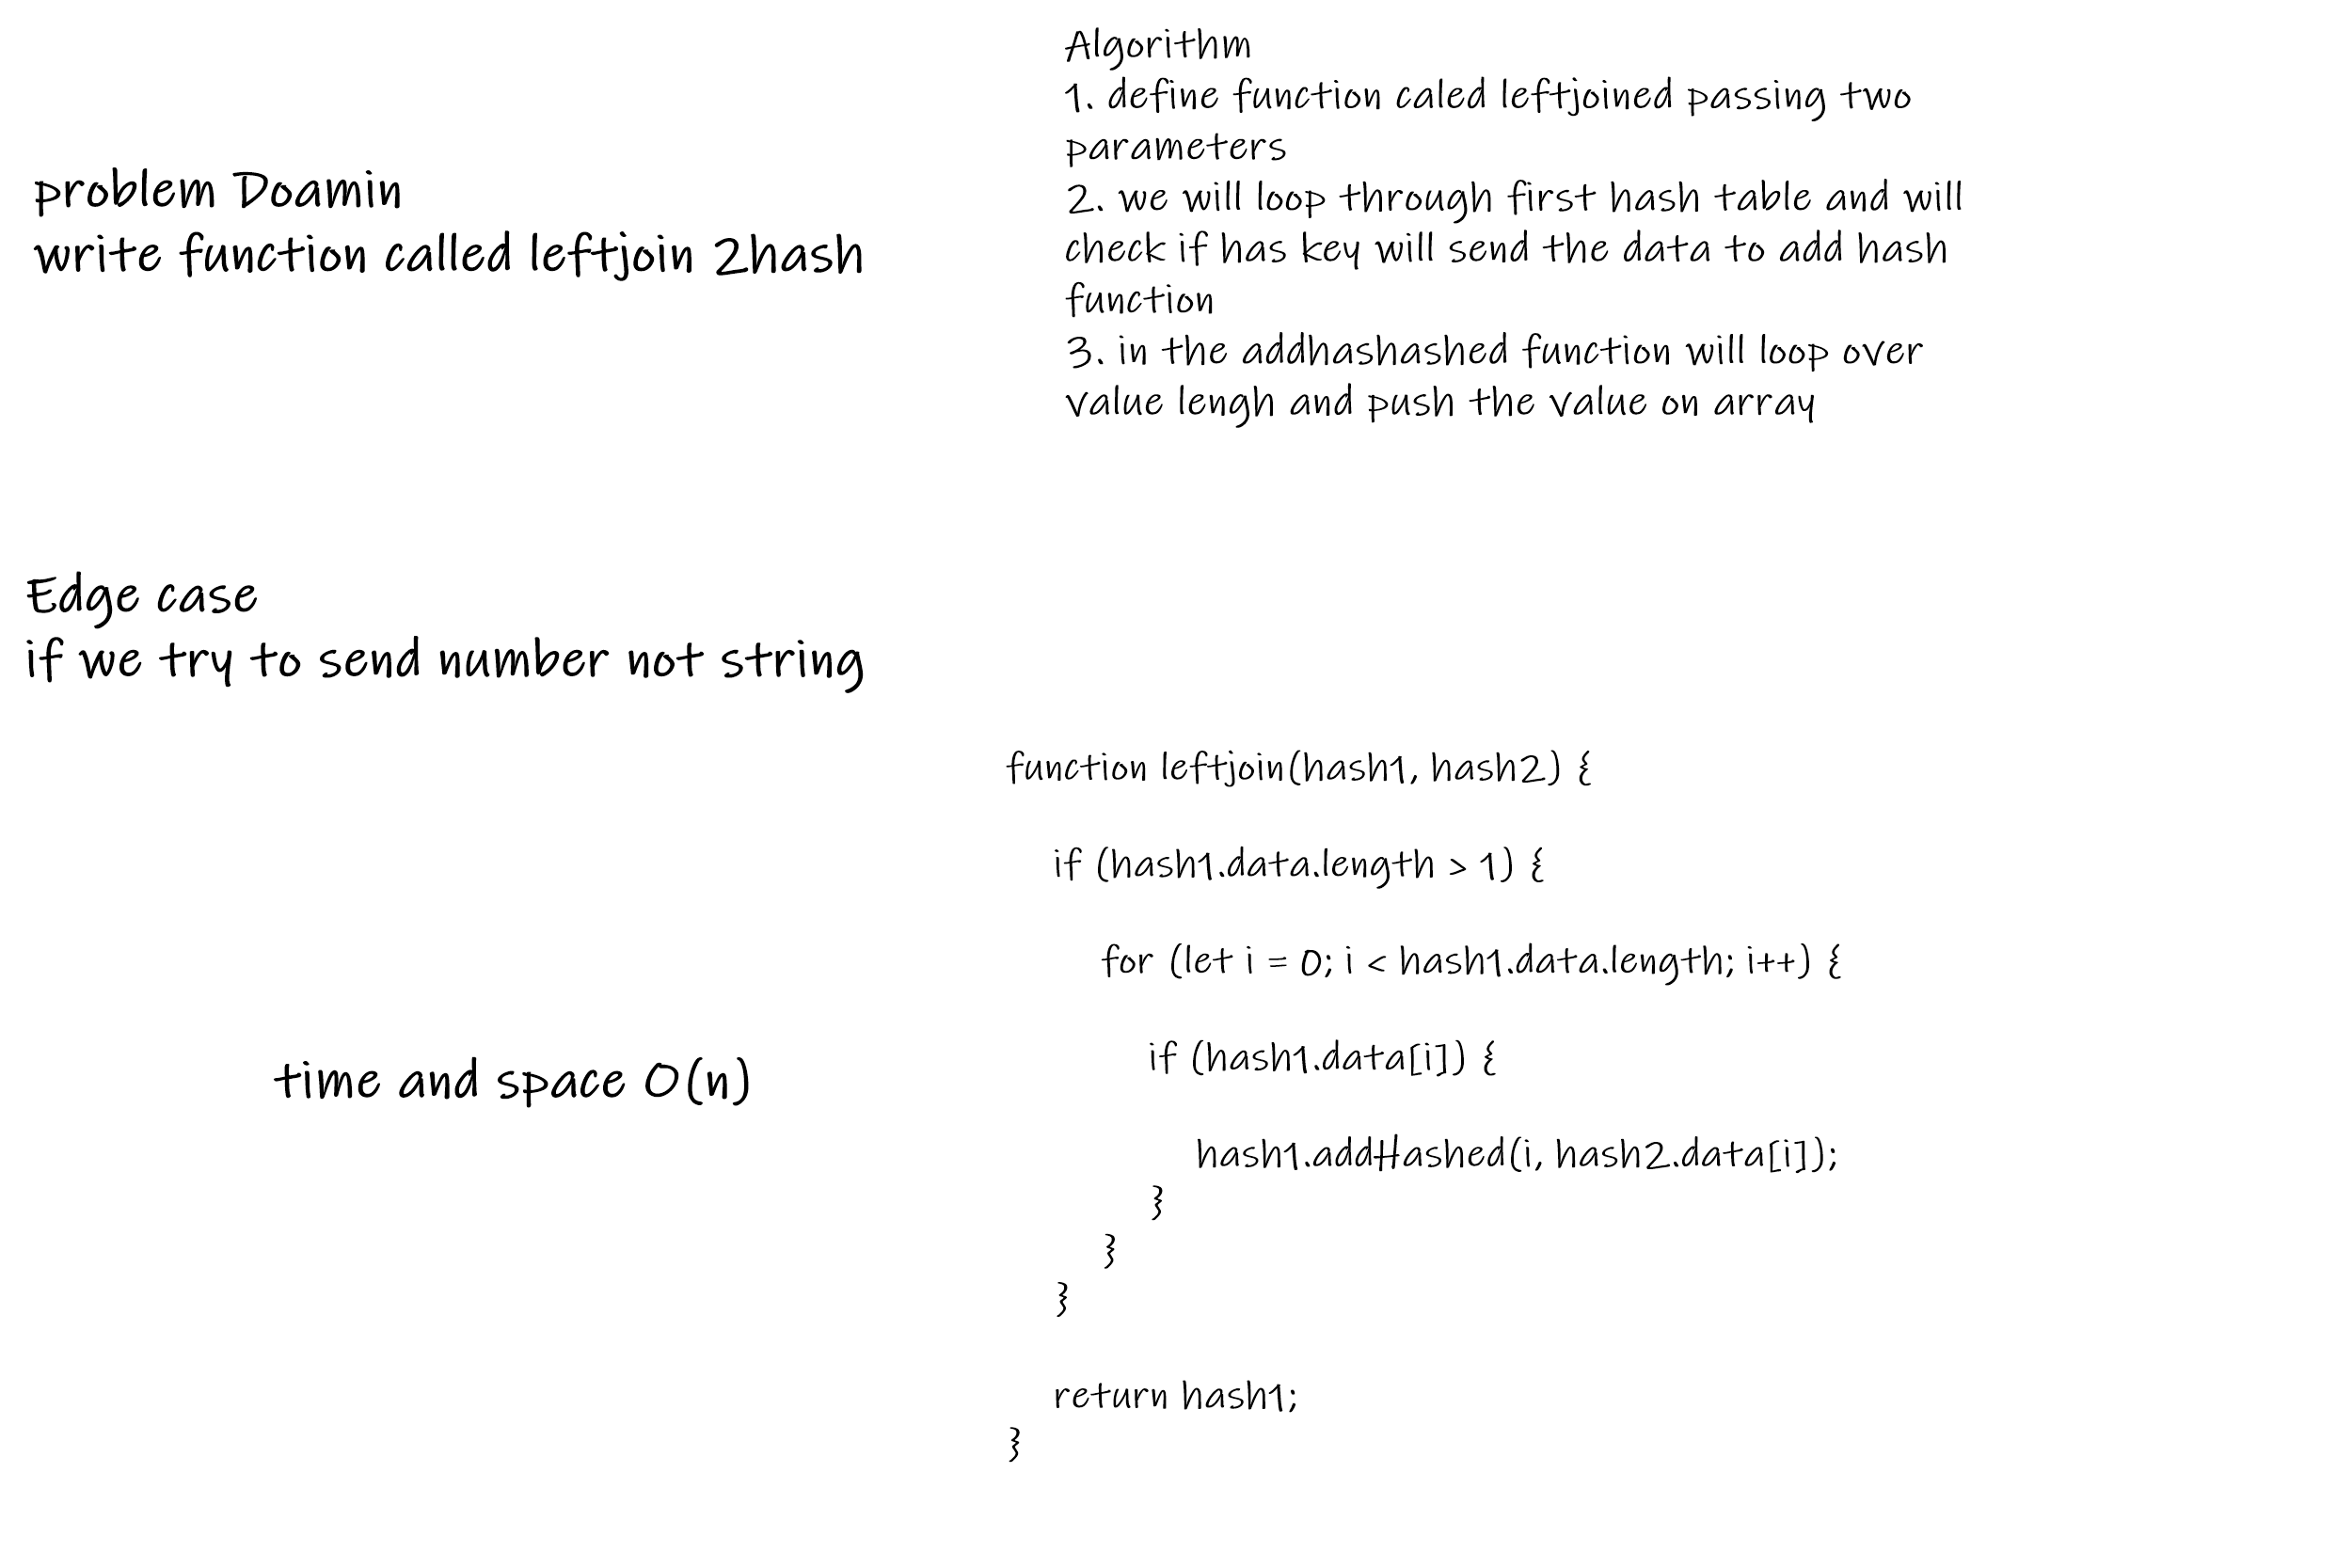 problem Doamin
write function called leftjoin 2hash
Edge case
if we try to send number not string
time and space O(n)
Algorithm
1. define function caled leftjoined passing two
parameters
2. we will loop through first hash table and will
check if has key will send the data to add hash
function
3. in the addhashashed function will loop over
value lengh and push the value on array
function leftjoin(hash1, hash2) {
if (hash1.data.length > 1) {
for (let i = 0; i < hash1.data.length; i++) {
if (hash1.data[i]) {
hash1.addHashed(i, hash2.data[i]);
}
}
}
return hash1;
}